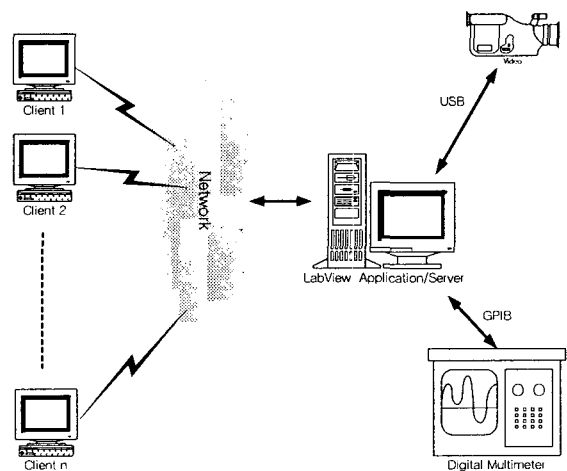 Client 1
Client 2
Client n
Network
LabView Application/Server
USB
Video
GPIB
Digital Multimeter